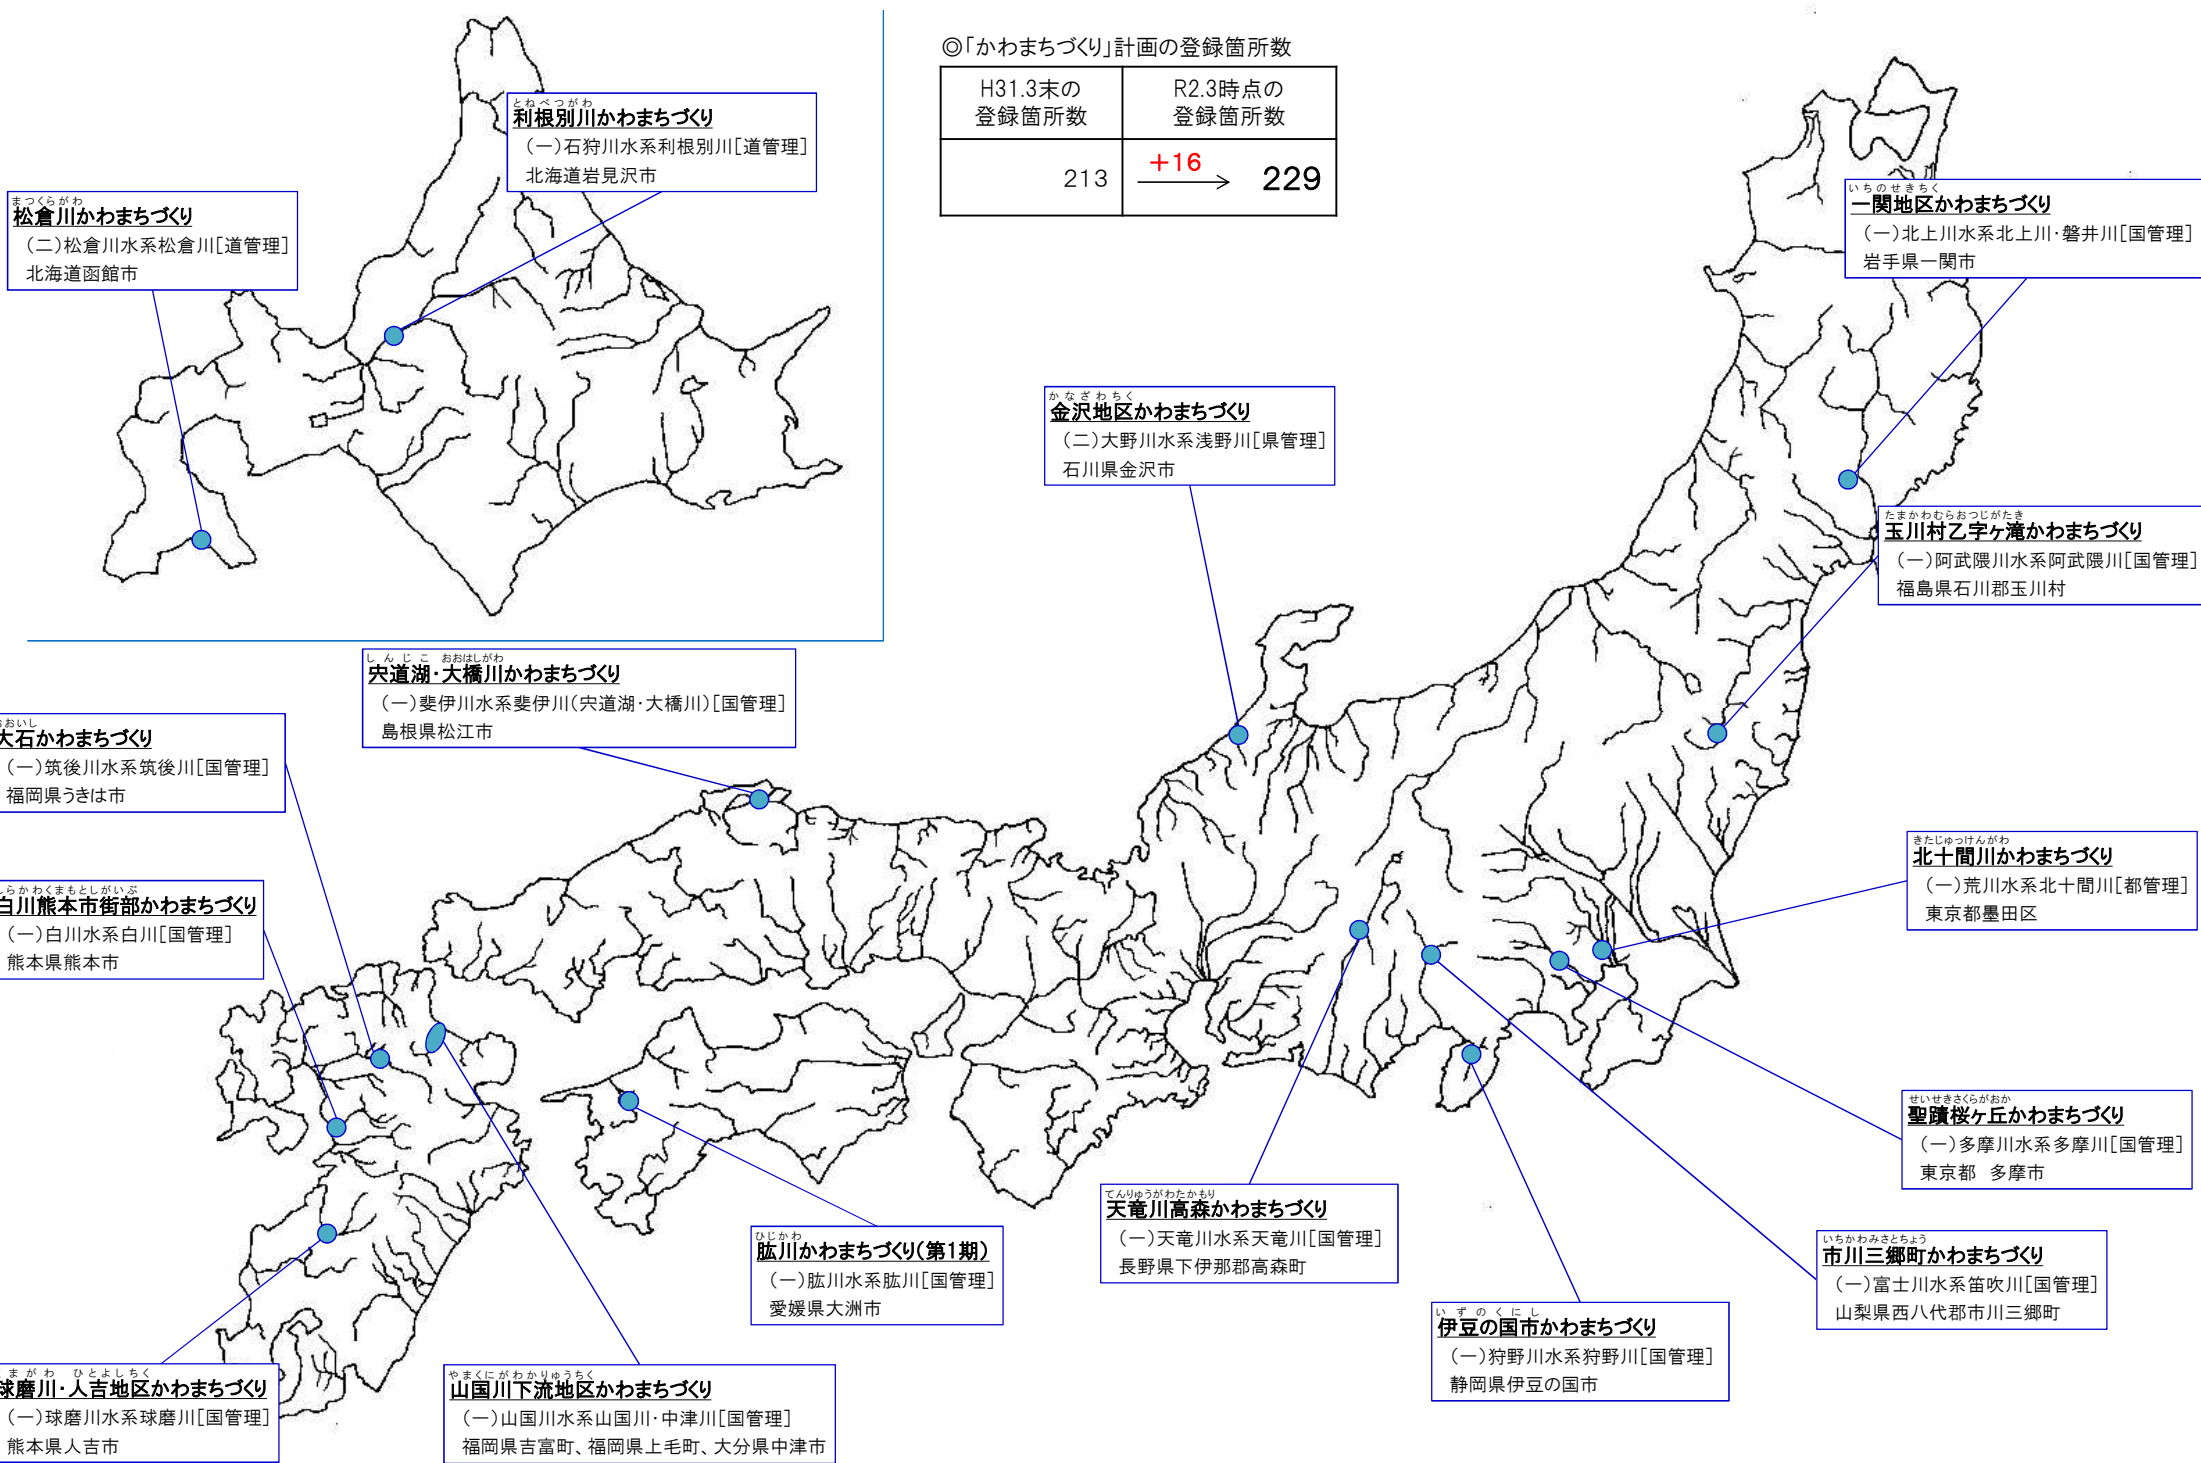 ◎「かわまちづくり」計画の登録箇所数
H31.3末の
登録箇所数
R2.3時点の
登録箇所数
213
+16
229
とねべつがわ
利根別川かわまちづくり
(一)石狩川水系利根別川[道管理]
北海道岩見沢市
まつくらがわ
松倉川かわまちづくり
(二)松倉川水系松倉川[道管理]
北海道函館市
いちのせきちく
一関地区かわまちづくり
(一)北上川水系北上川・磐井川[国管理]
岩手県一関市
かなざわちく
金沢地区かわまちづくり
(二)大野川水系浅野川[県管理]
石川県金沢市
たまかわむらおつじがたき
玉川村乙字ヶ滝かわまちづくり
(一)阿武隈川水系阿武隈川[国管理]
福島県石川郡玉川村
しんじこ おおはしがわ
宍道湖・大橋川かわまちづくり
(一)斐伊川水系斐伊川(宍道湖・大橋川)[国管理]
島根県松江市
おおいし
大石かわまちづくり
(一)筑後川水系筑後川[国管理]
福岡県うきは市
しらかわくまもとしがいぶ
白川熊本市街部かわまちづくり
(一)白川水系白川[国管理]
熊本県熊本市
きたじゅっけんがわ
北十間川かわまちづくり
(一)荒川水系北十間川[都管理]
東京都墨田区
せいせきさくらがおか
聖蹟桜ヶ丘かわまちづくり
(一)多摩川水系多摩川[国管理]
東京都 多摩市
てんりゅうがわたかもり
天竜川高森かわまちづくり
(一)天竜川水系天竜川[国管理]
長野県下伊那郡高森町
ひじかわ
肱川かわまちづくり(第1期)
(一)肱川水系肱川[国管理]
愛媛県大洲市
いちかわみさとちょう
市川三郷町かわまちづくり
(一)富士川水系笛吹川[国管理]
山梨県西八代郡市川三郷町
いずのくにし
伊豆の国市かわまちづくり
(一)狩野川水系狩野川[国管理]
静岡県伊豆の国市
まがわ ひとよしちく
球磨川・人吉地区かわまちづくり
(一)球磨川水系球磨川[国管理]
熊本県人吉市
やまくにがわかりゅうちく
山国川下流地区かわまちづくり
(一)山国川水系山国川・中津川[国管理]
福岡県吉富町、福岡県上毛町、大分県中津市